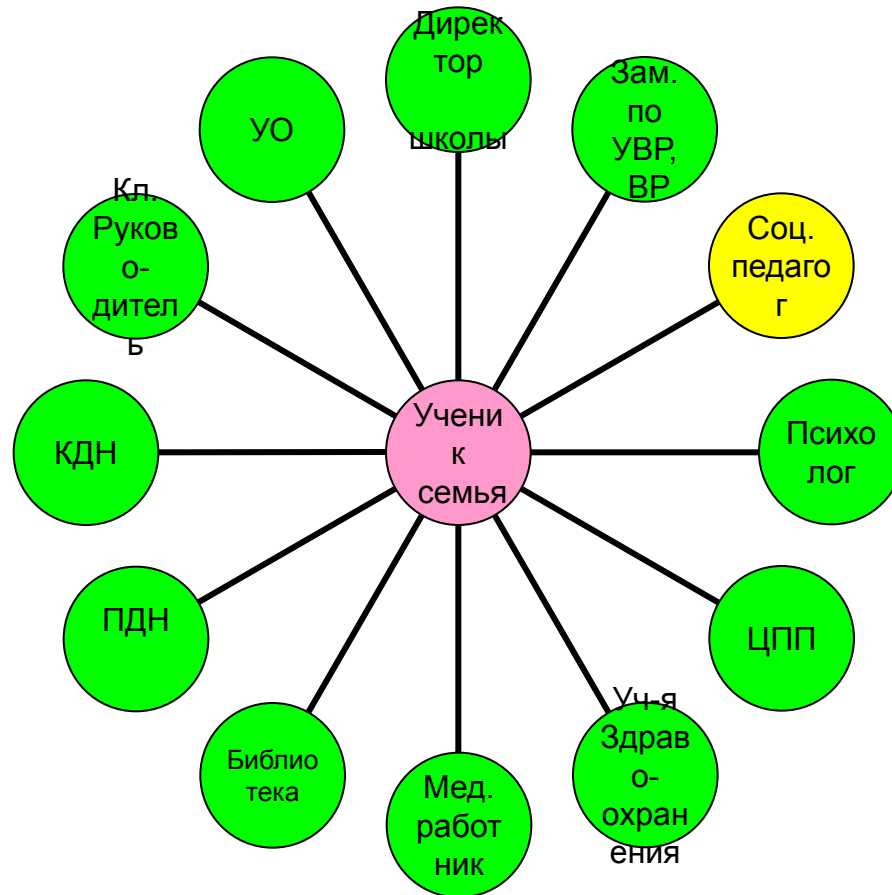 Дирек
тор
школы
Зам.
по
УВР,
ВР
Соц.
педаго
г
Психо
лог
ЦПП
Уч-я
Здрав
о-
охран
ения
Мед.
работ
ник
Библио
тека
ПДН
КДН
Кл.
Руков
о-
дител
ь
УО
Учени
к
семья